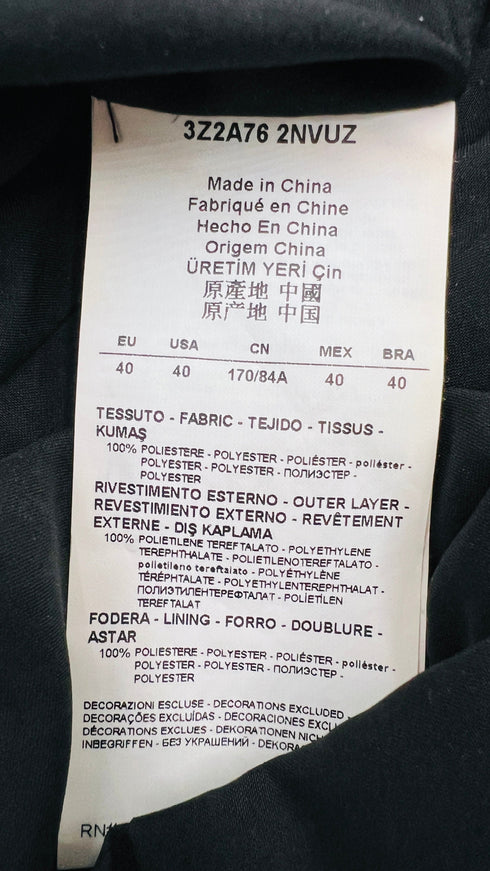 3Z2A76 2NVUZ
Made in China
Fabriqué en Chine
Hecho En China
Origem China
ÜRETİM YERİ Çin
原產地 中國
原产地 中国
EU USA CN MEX BRA
40 40 170/84A 40 40
TESSUTO - FABRIC - TEJIDO - TISSUS -
KUMAŞ
100% POLIESTERE - POLYESTER - POLIÉSTER - poliéster -
POLYESTER - POLYESTER - ПОЛИЭСТЕР -
POLYESTER
RIVESTIMENTO ESTERNO - OUTER LAYER -
REVESTIMIENTO EXTERNO - REVÊTEMENT
EXTERNE - DIŞ KAPLAMA
100% POLIETILENE TEREFTALATO - POLYETHYLENE
TEREPHTHALATE - POLIETILENOTEREFTALATO -
polietileno tereftalato - POLYÉTHYLÈNE
TÉRÉPHTALATE - POLYETHYLENTEREPHTHALAT -
ПОЛИЭТИЛЕНТЕРЕФТАЛАТ - POLİETİLEN
TEREFTALAT
FODERA - LINING - FORRO - DOUBLURE -
ASTAR
100% POLIESTERE - POLYESTER - POLIÉSTER - poliéster -
POLYESTER - POLYESTER - ПОЛИЭСТЕР -
POLYESTER
DECORAZIONI ESCLUSE - DECORATIONS EXCLUDED -
DECORAÇÕES EXCLUÍDAS - DECORACIONES
DÉCORATIONS EXCLUES - DEKORATIONEN
INBEGRIFFEN - БЕЗ УКРАШЕНИЙ -
RN#